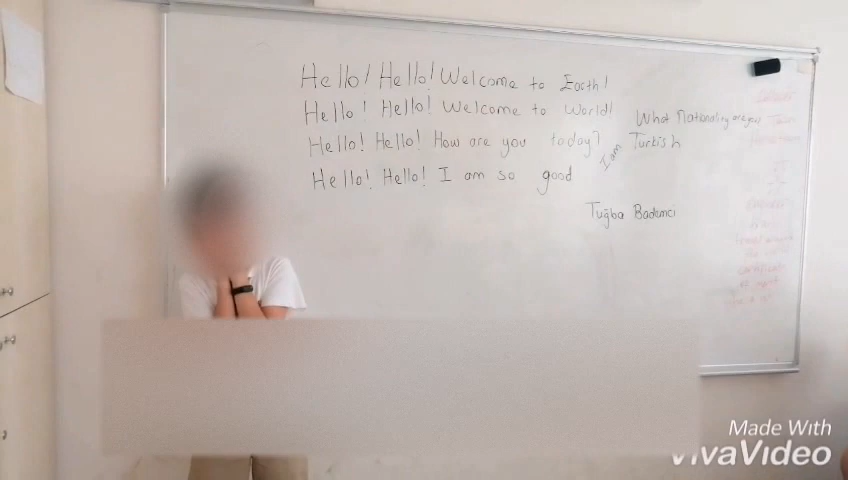 Hello! Hello! Welcome to Earth!
Hello! Hello! Welcome to World!
Hello! Hello! How are you today?
Hello! Hello! I am so good
What nationality are you
I am Turkish
Tuğba Bademci
Made With
VivaVideo